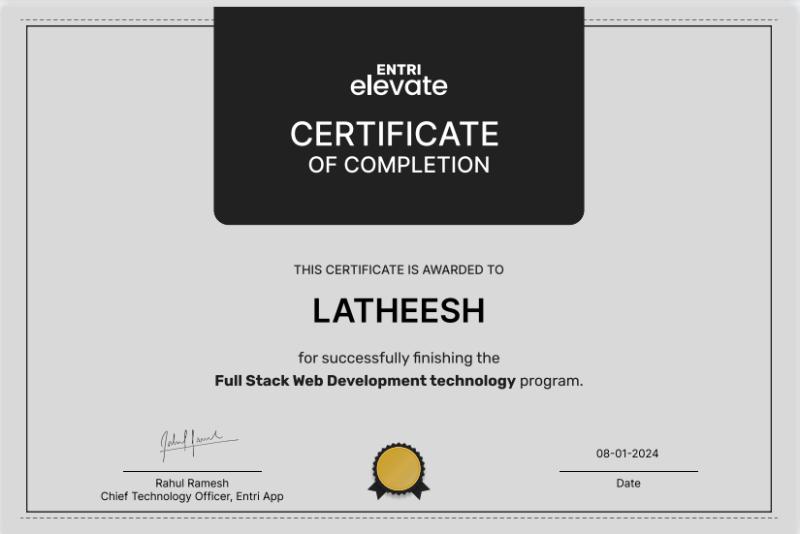 ENTRI
elevate
CERTIFICATE
OF COMPLETION
THIS CERTIFICATE IS AWARDED TO
LATHEESH
for successfully finishing the
Full Stack Web Development technology program.
08-01-2024
Rahul Ramesh
Chief Technology Officer, Entri App
Date